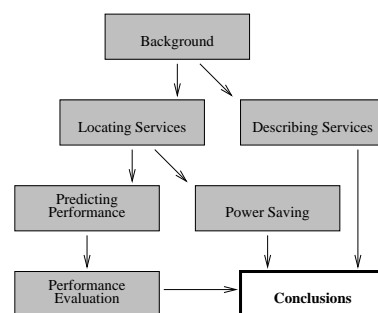 Background
Locating Services
Describing Services
Predicting
Performance
Power Saving
Performance
Evaluation
Conclusions